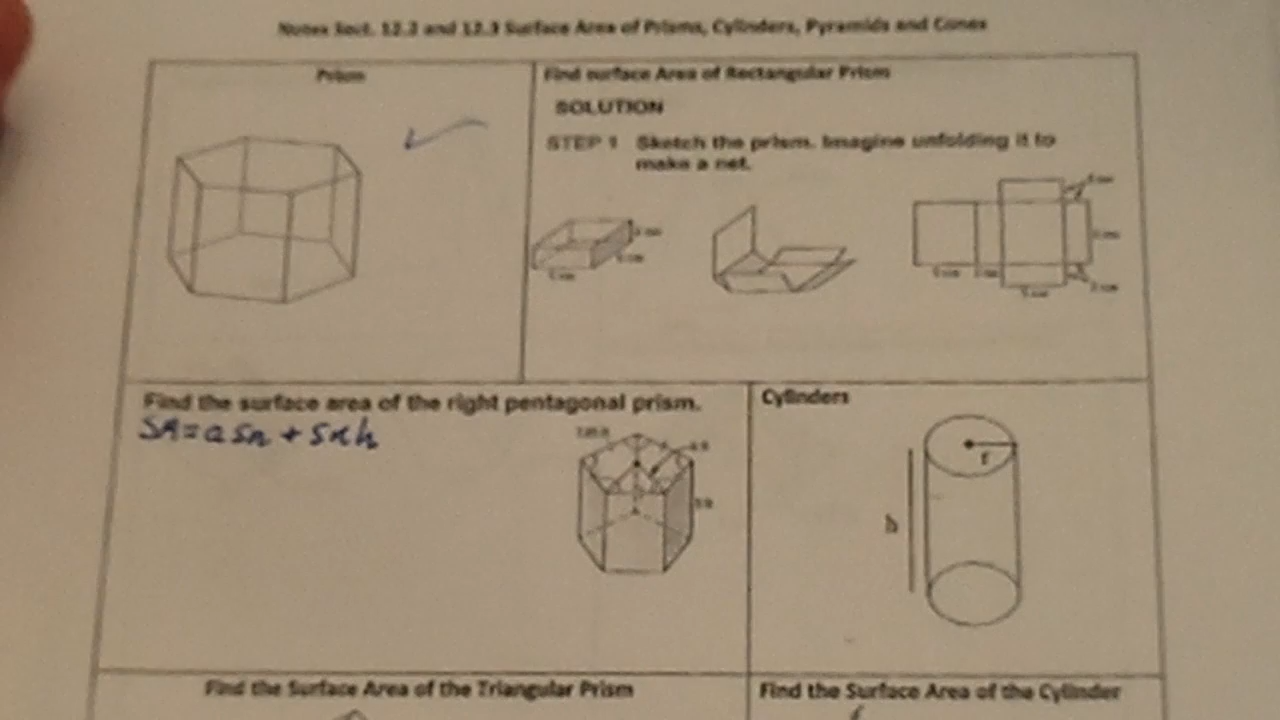 Notes Sect. 12.2 and 12.3 Surface Area of Prisms, Cylinders, Pyramids and Cones
Prism
Find surface Area of Rectangular Prism
SOLUTION
STEP 1 Sketch the prism. Imagine unfolding it to
make a net.
Find the surface area of the right pentagonal prism.
Cylinders
r
h
Find the Surface Area of the Triangular Prism
Find the Surface Area of the Cylinder